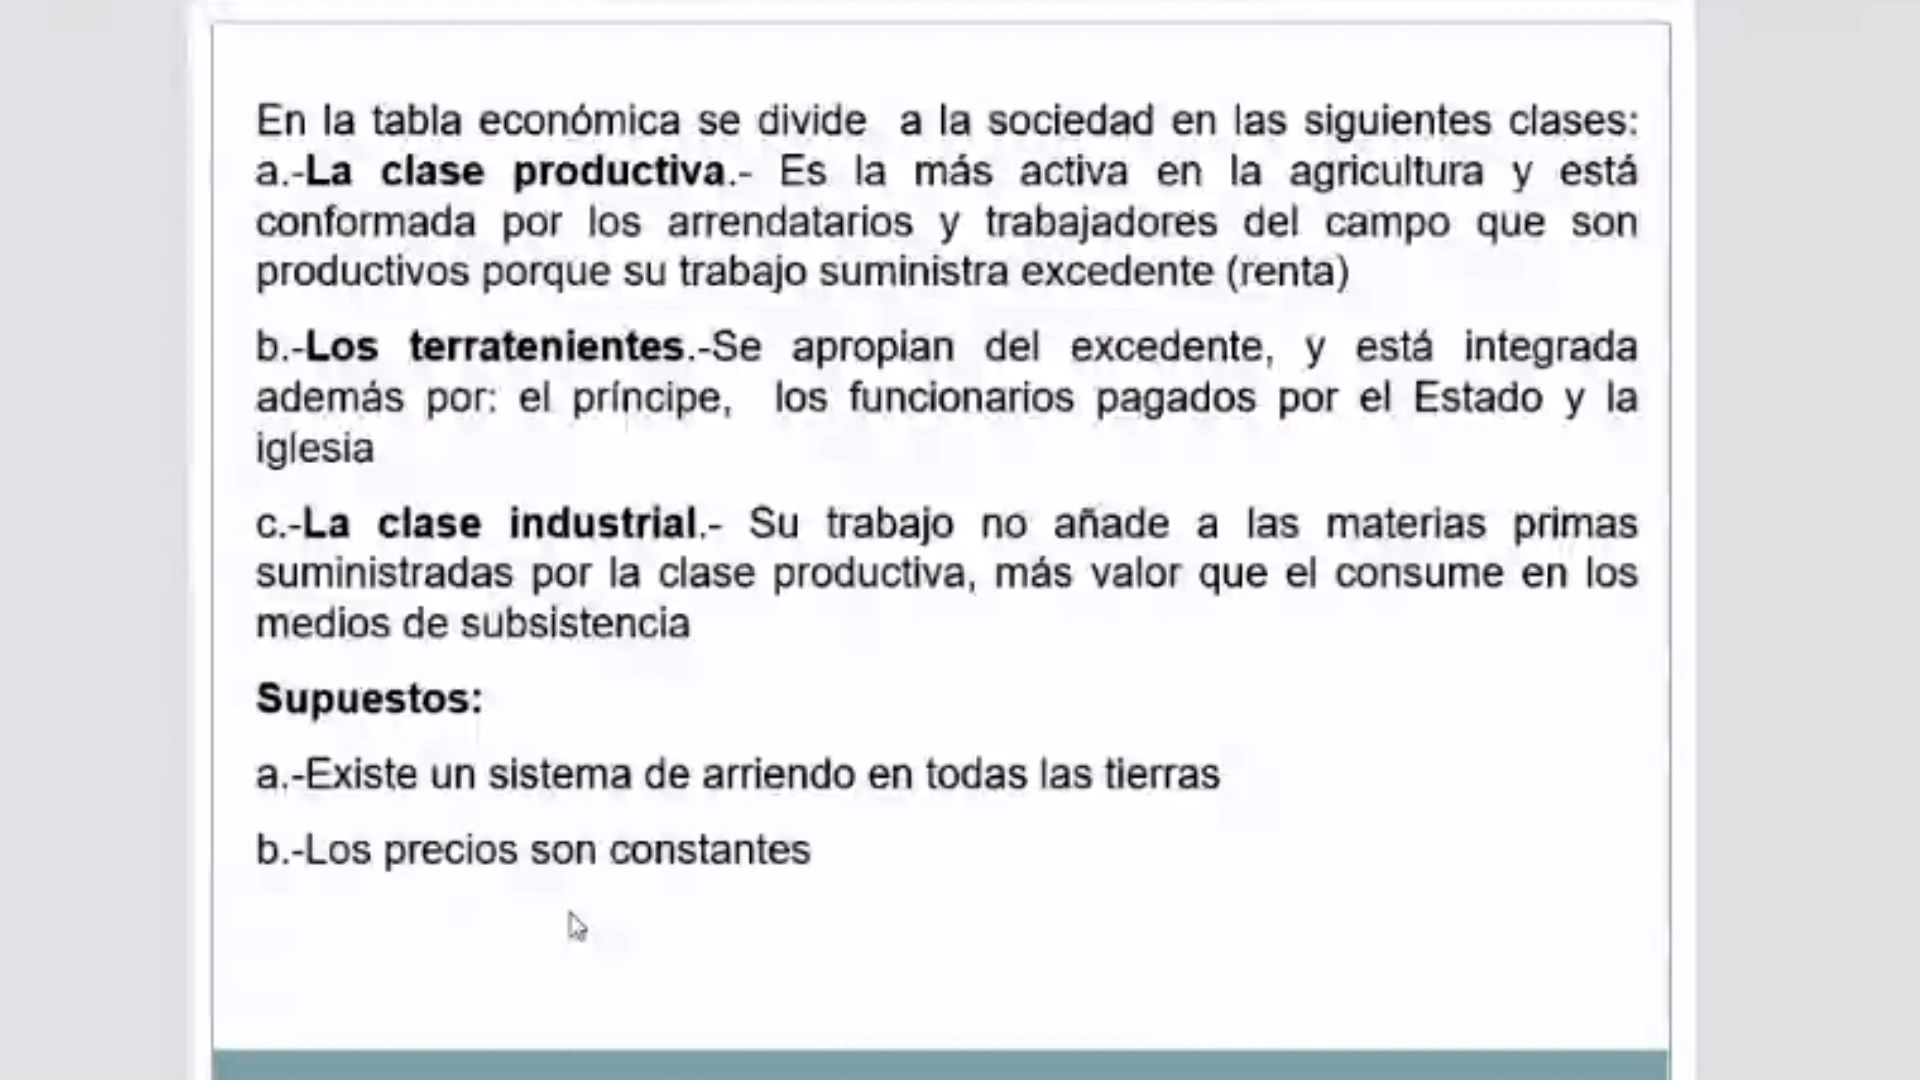 En la tabla económica se divide a la sociedad en las siguientes clases:
a.-La clase productiva.- Es la más activa en la agricultura y está
conformada por los arrendatarios y trabajadores del campo que son
productivos porque su trabajo suministra excedente (renta)
b.-Los terratenientes.-Se apropian del excedente, y está integrada
además por: el príncipe, los funcionarios pagados por el Estado y la
iglesia
c.-La clase industrial.- Su trabajo no añade a las materias primas
suministradas por la clase productiva, más valor que el consume en los
medios de subsistencia
Supuestos:
a.-Existe un sistema de arriendo en todas las tierras
b.-Los precios son constantes